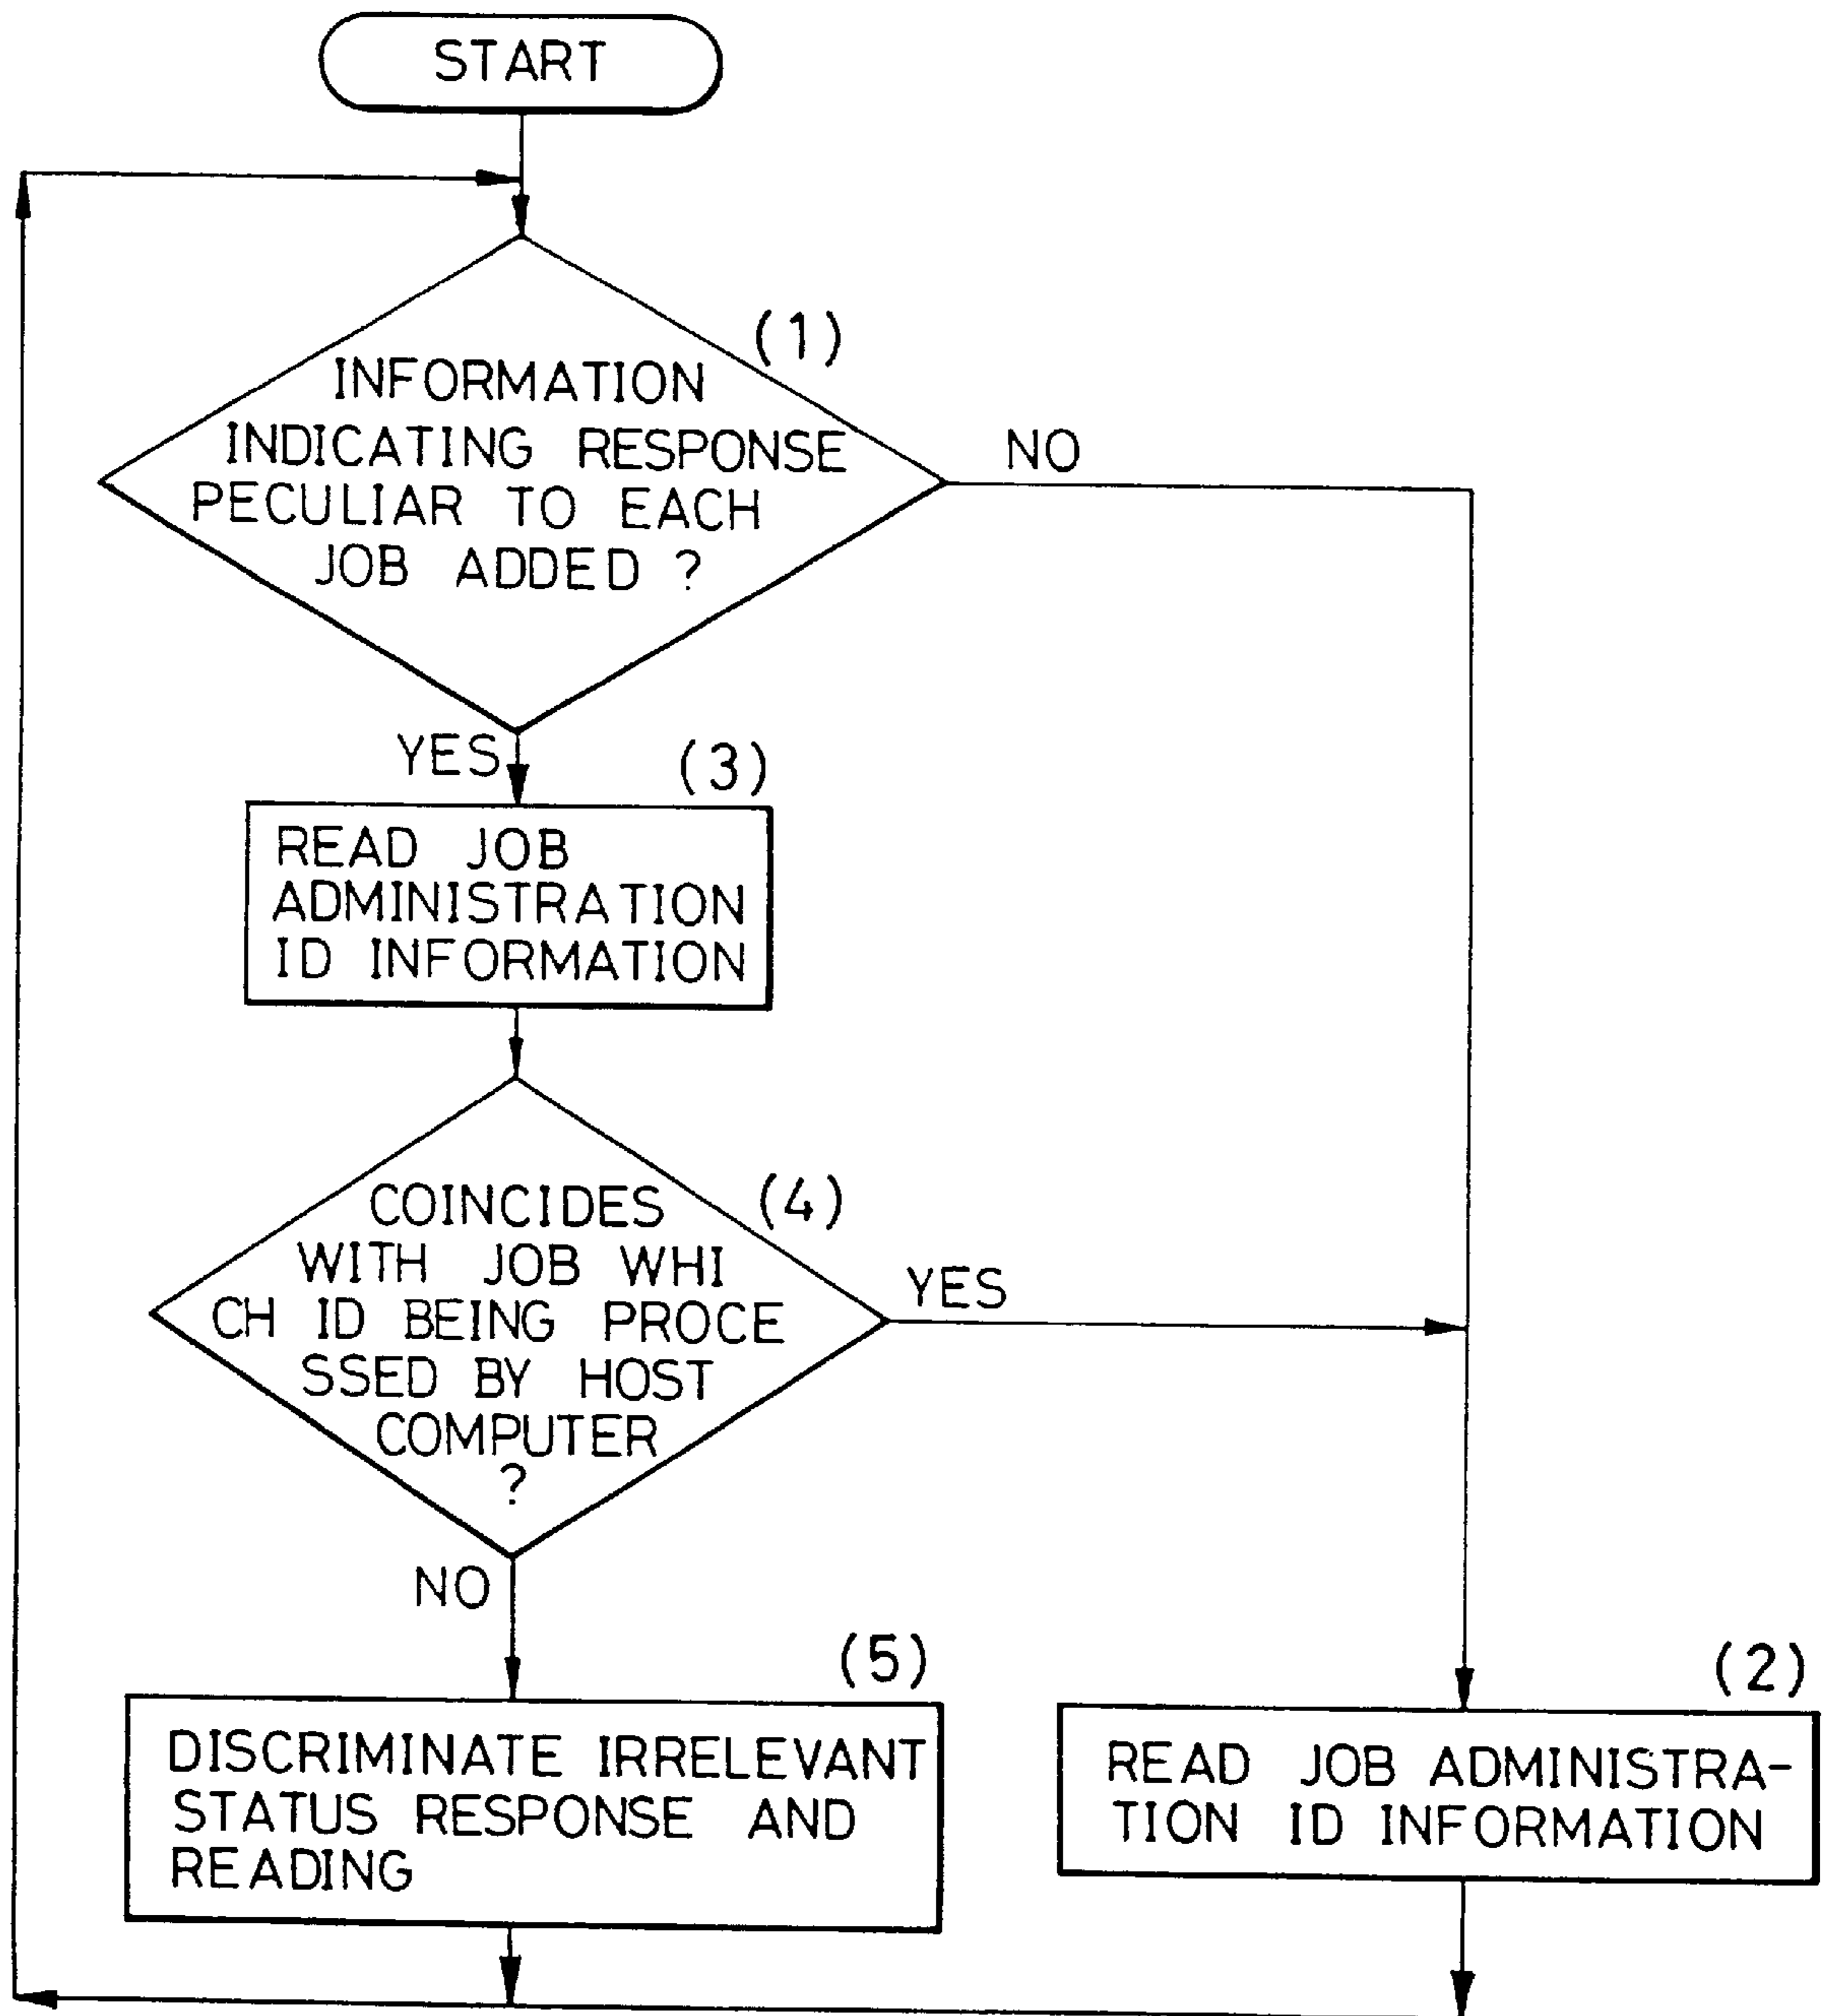 START
(1)
INFORMATION
INDICATING RESPONSE
PECULIAR TO EACH
JOB ADDED ?
NO
YES
(3)
READ JOB
ADMINISTRATION
ID INFORMATION
(4)
COINCIDES
WITH JOB WHI
CH ID BEING PROCE
SSED BY HOST
COMPUTER
?
YES
NO
(5)
DISCRIMINATE IRRELEVANT
STATUS RESPONSE AND
READING
(2)
READ JOB ADMINISTRA-
TION ID INFORMATION